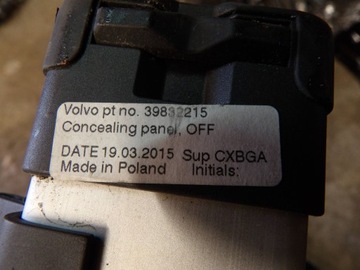 Volvo pt no. 39832215
Concealing panel, OFF
DATE 19.03.2015 Sup CXBGA
Made in Poland Initials: